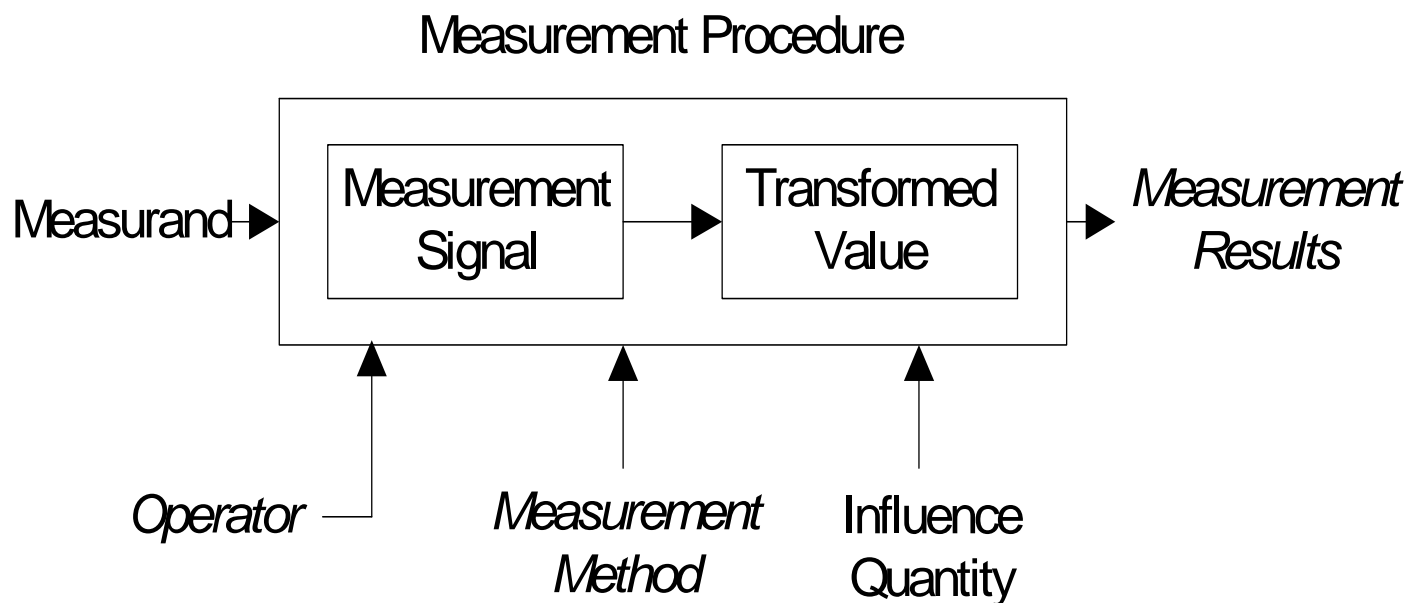 Measurement Procedure
Measurand
Measurement
Signal
Transformed
Value
Measurement
Results
Operator
Measurement
Method
Influence
Quantity